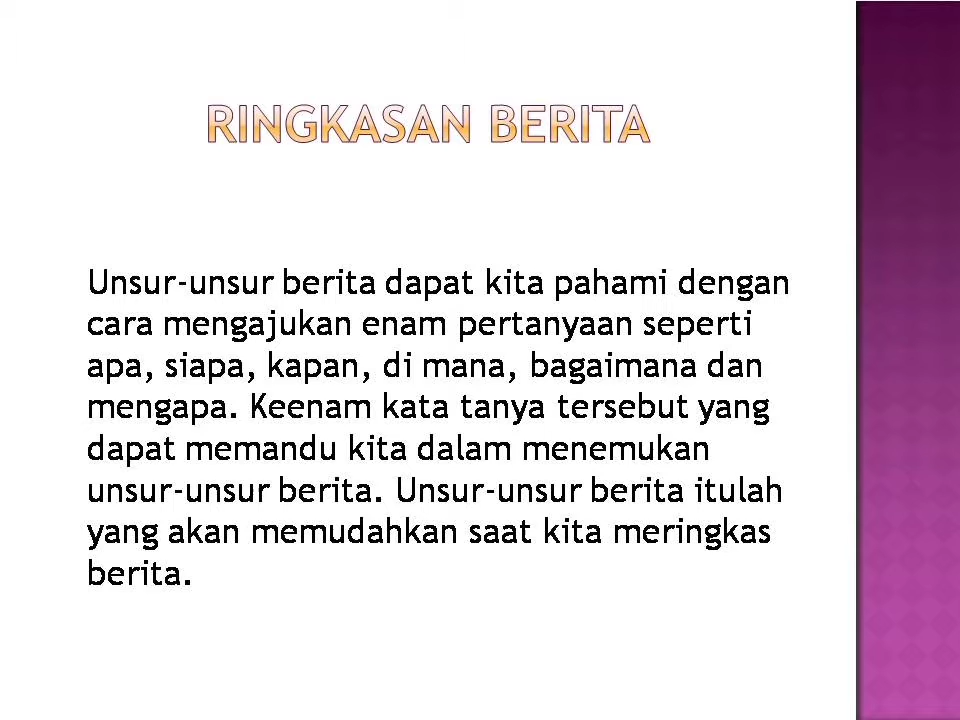 RINGKASAN BERITA
Unsur-unsur berita dapat kita pahami dengan
cara mengajukan enam pertanyaan seperti
apa, siapa, kapan, di mana, bagaimana dan
mengapa. Keenam kata tanya tersebut yang
dapat memandu kita dalam menemukan
unsur-unsur berita. Unsur-unsur berita itulah
yang akan memudahkan saat kita meringkas
berita.